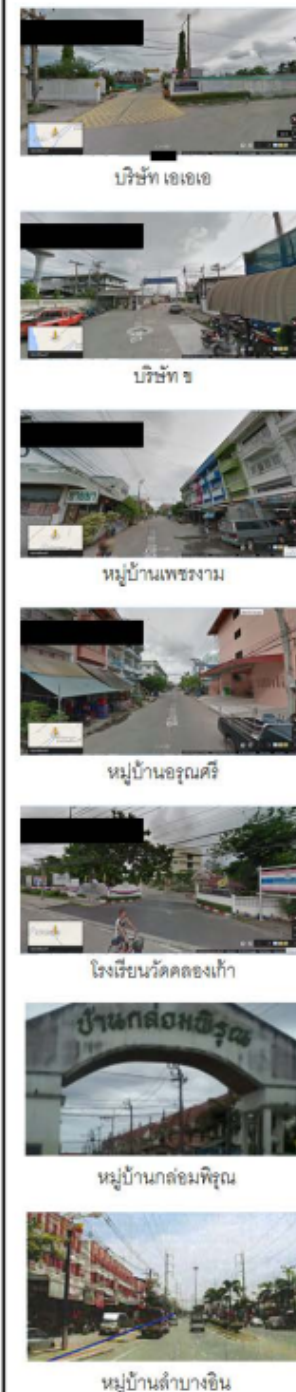 บริษัท เอเอเอ
บริษัท ข
หมู่บ้านเพชรงาม
หมู่บ้านอรุณศรี
โรงเรียนวัดคลองเก้า
บ้านกล่อมพิรุณ
หมู่บ้านกล่อมพิรุณ
หมู่บ้านลำบางอิน